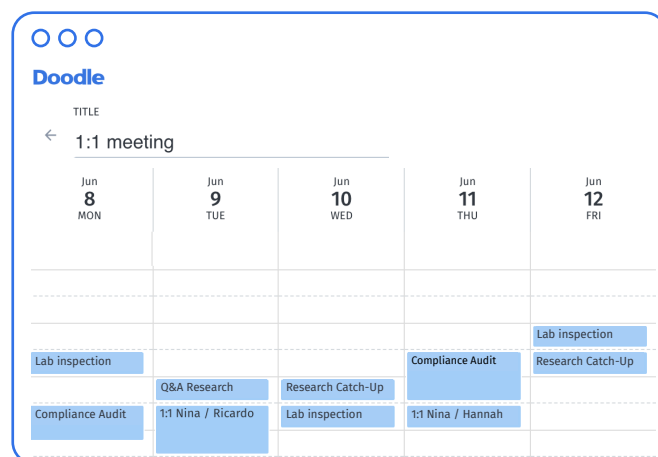 Doodle
TITLE
1:1 meeting
Jun
8
MON
Jun
9
TUE
Jun
10
WED
Jun
11
THU
Jun
12
FRI
Lab inspection
Lab inspection
Compliance Audit
Research Catch-Up
Q&A Research
Research Catch-Up
Compliance Audit
1:1 Nina / Ricardo
Lab inspection
1:1 Nina / Hannah